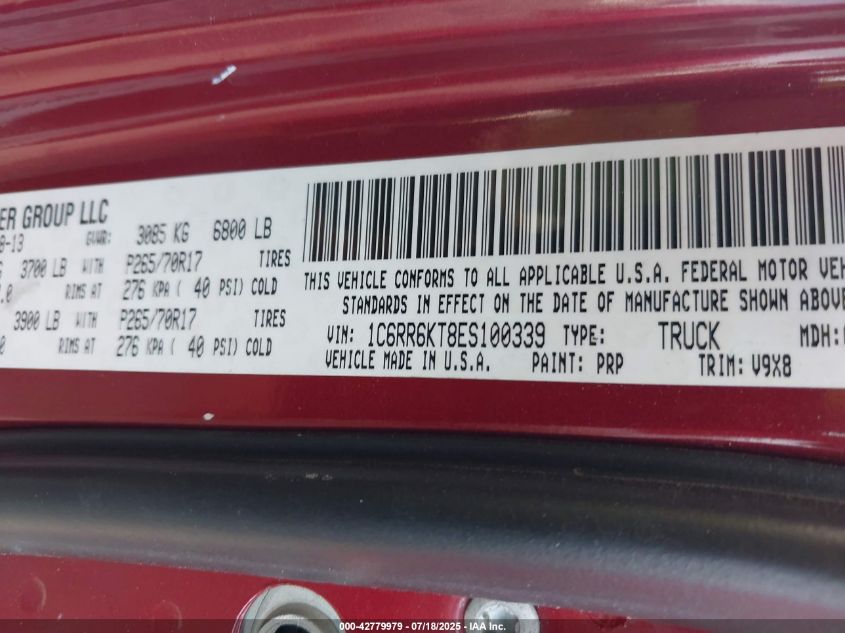 ER GROUP LLC
8-13 GVWR: 3085 KG 6800 LB
3700 LB WITH P265/70R17 TIRES
RIMS AT 276 KPA ( 40 PSI) COLD
3900 LB WITH P265/70R17 TIRES
RIMS AT 276 KPA ( 40 PSI) COLD
THIS VEHICLE CONFORMS TO ALL APPLICABLE U.S.A. FEDERAL MOTOR VEH
STANDARDS IN EFFECT ON THE DATE OF MANUFACTURE SHOWN ABOVE
VIN: 1C6RR6KT8ES100339 TYPE: TRUCK MDH:
VEHICLE MADE IN U.S.A. PAINT: PRP TRIM: V9X8
000-42779979 - 07/18/2025 - IAA Inc.